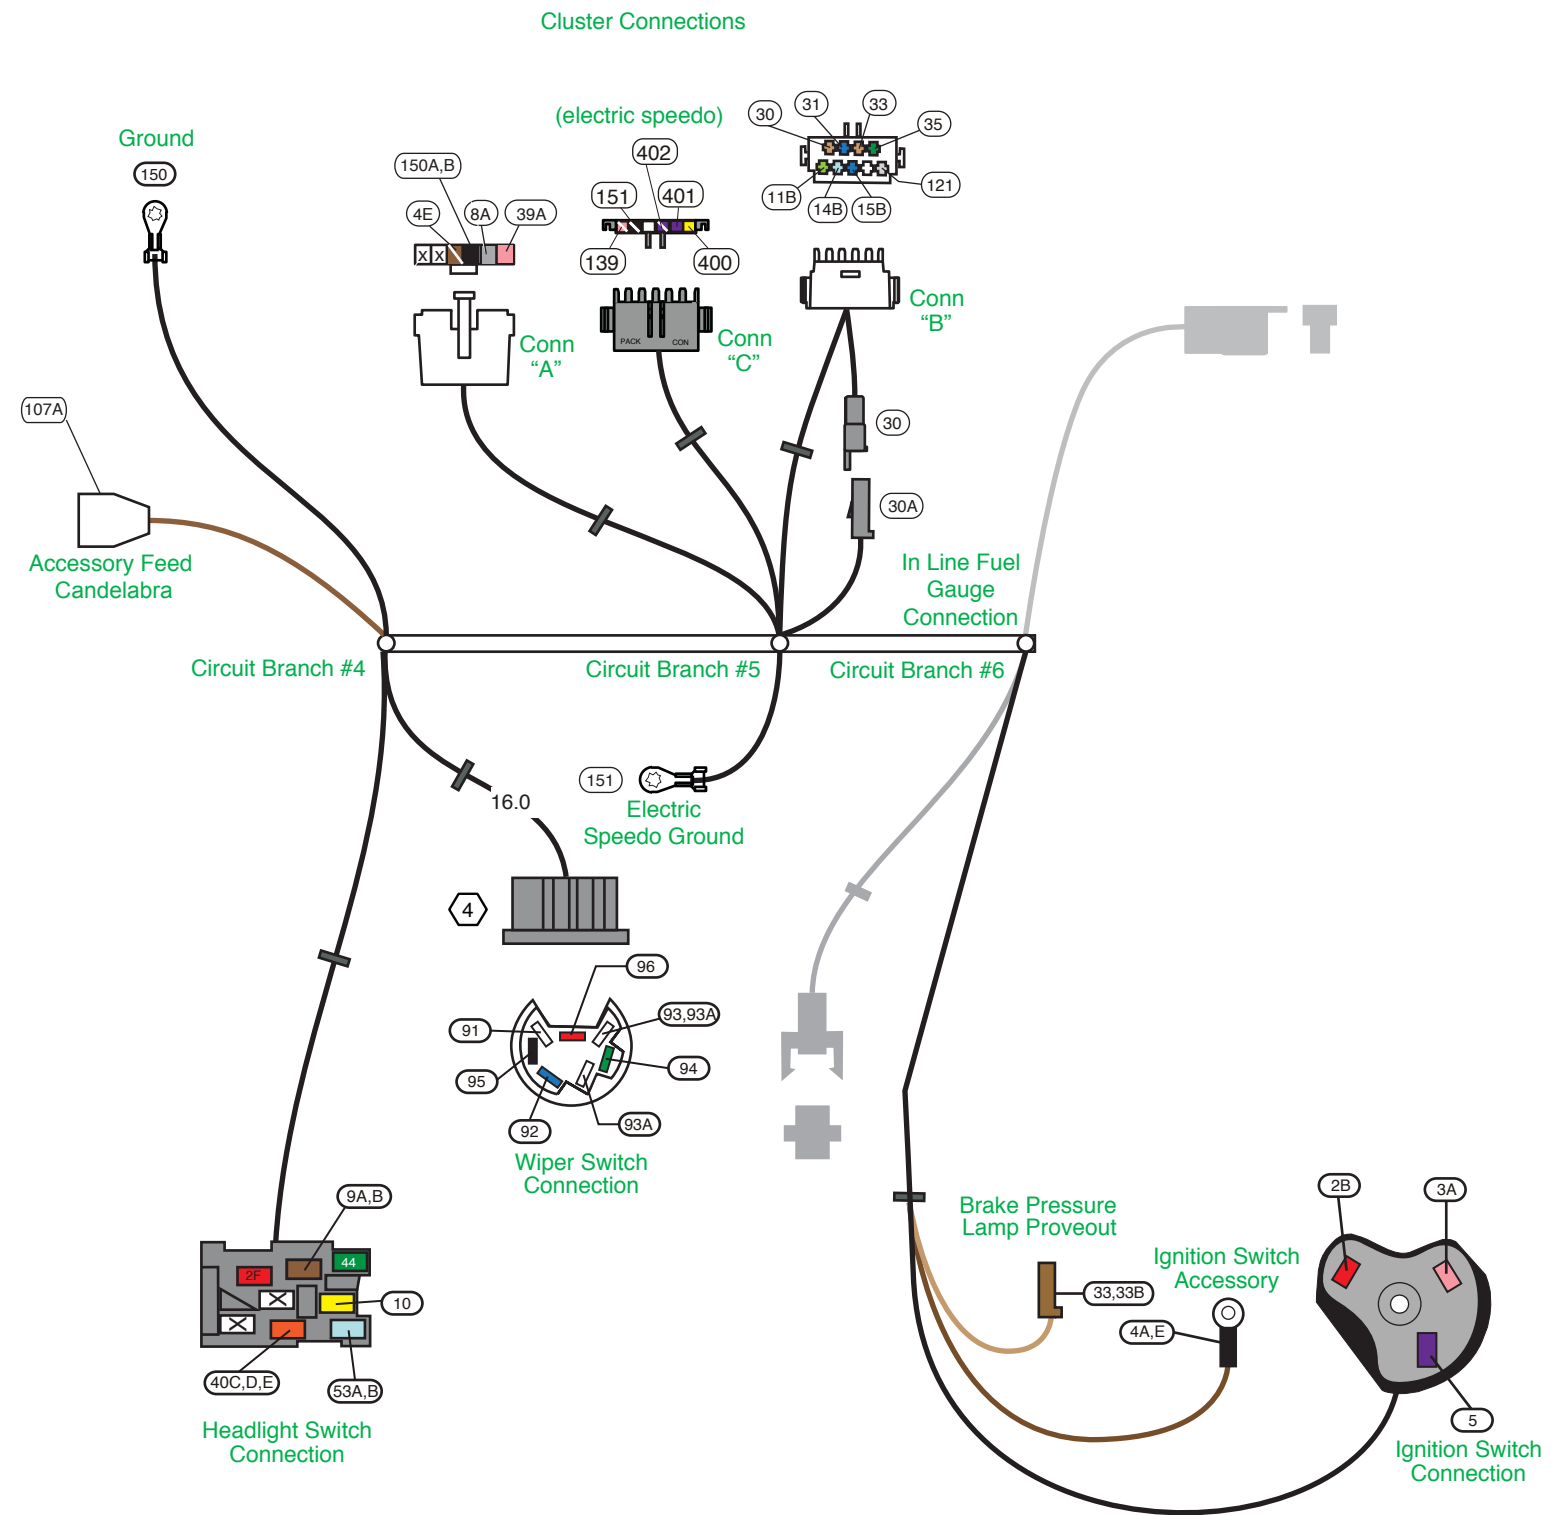 Cluster Connections
Ground
150
(electric speedo)
402
151
401
139
400
150A,B
4E
8A
39A
X X
30
31
33
35
11B
14B
15B
121
Conn
“A”
PACK CON
Conn
“C”
Conn
“B”
30
30A
107A
Accessory Feed
Candelabra
In Line Fuel
Gauge
Connection
Circuit Branch #4
Circuit Branch #5
Circuit Branch #6
16.0
151
Electric
Speedo Ground
4
96
91
93,93A
95
94
92
93A
Wiper Switch
Connection
9A,B
44
2F
X
10
X
40C,D,E
53A,B
Headlight Switch
Connection
Brake Pressure
Lamp Proveout
33,33B
Ignition Switch
Accessory
4A,E
2B
3A
5
Ignition Switch
Connection